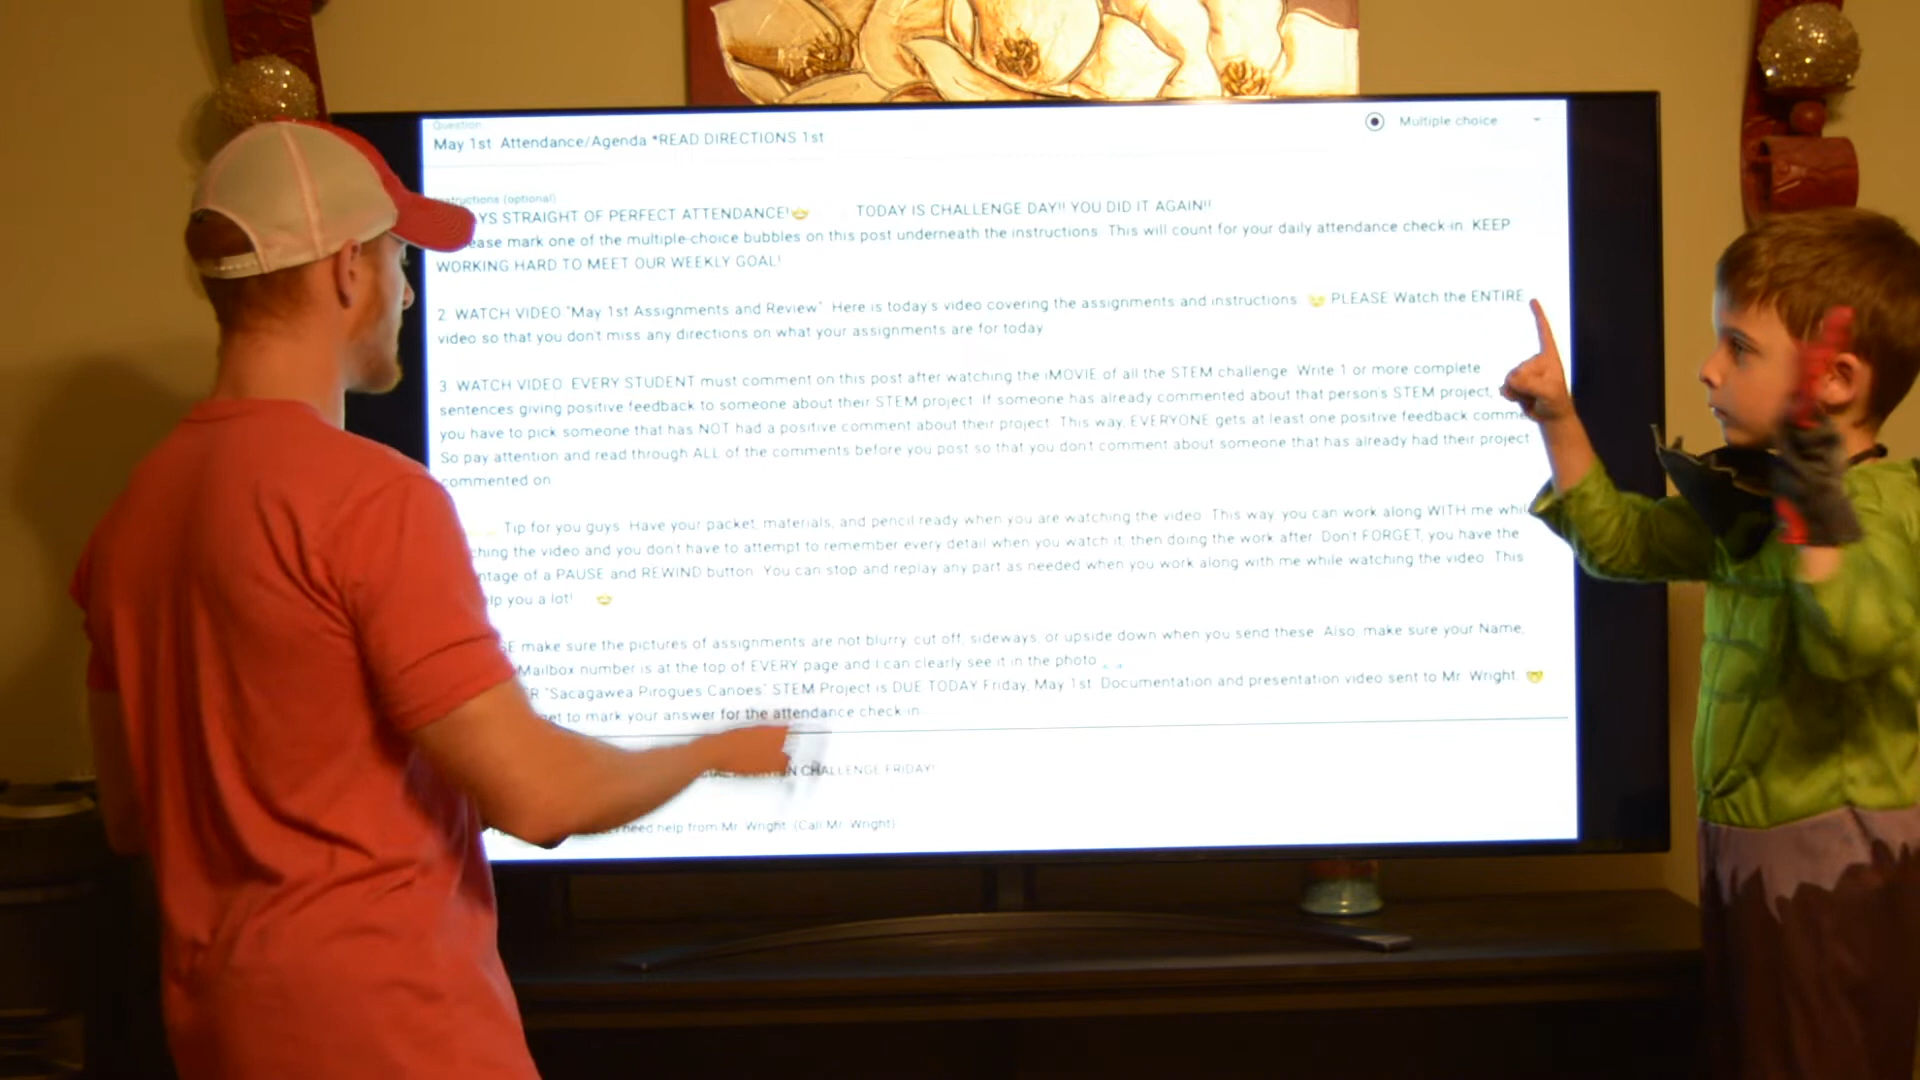 Question
May 1st Attendance/Agenda *READ DIRECTIONS 1st
Multiple choice
(optional)
STRAIGHT OF PERFECT ATTENDANCE! TODAY IS CHALLENGE DAY!! YOU DID IT AGAIN!!
mark one of the multiple-choice bubbles on this post underneath the instructions. This will count for your daily attendance check-in. KEEP
WORKING HARD TO MEET OUR WEEKLY GOAL!
2. WATCH VIDEO "May 1st Assignments and Review". Here is today's video covering the assignments and instructions. PLEASE Watch the ENTIRE
video so that you don't miss any directions on what your assignments are for today.
3. WATCH VIDEO. EVERY STUDENT must comment on this post after watching the iMOVIE of all the STEM challenge. Write 1 or more complete
sentences giving positive feedback to someone about their STEM project. If someone has already commented about that person's STEM project,
you have to pick someone that has NOT had a positive comment about their project. This way, EVERYONE gets at least one positive feedback
So pay attention and read through ALL of the comments before you post so that you don't comment about someone that has already had their project
commented on.
Tip for you guys. Have your packet, materials, and pencil ready when you are watching the video. This way you can work along WITH me
the video and you don't have to attempt to remember every detail when you watch it, then doing the work after. Don't FORGET, you have the
of a PAUSE and REWIND button. You can stop and replay any part as needed when you work along with me while watching the video. This
you a lot!
make sure the pictures of assignments are not blurry, cut off, sideways, or upside down when you send these. Also, make sure your Name,
Mailbox number is at the top of EVERY page and I can clearly see it in the photo.
"Sacagawea Pirogues Canoes" STEM Project is DUE TODAY Friday, May 1st. Documentation and presentation video sent to Mr. Wright.
to mark your answer for the attendance check in.
CHALLENGE FRIDAY!
need help from Mr. Wright. (Call Mr. Wright)